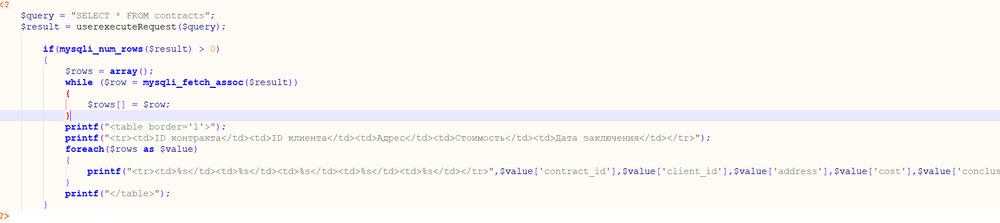 <?
$query = "SELECT * FROM contracts";
$result = userexecuteRequest($query);
if(mysqli_num_rows($result) > 0)
{
$rows = array();
while ($row = mysqli_fetch_assoc($result))
{
$rows[] = $row;
}
printf("<table border='1'>");
printf("<tr><td>ID контракта</td><td>ID клиента</td><td>Адрес</td><td>Стоимость</td><td>Дата заключения</td></tr>");
foreach($rows as $value)
{
printf("<tr><td>%s</td><td>%s</td><td>%s</td><td>%s</td><td>%s</td></tr>",$value['contract_id'],$value['client_id'],$value['address'],$value['cost'],$value['conclus
}
printf("</table>");
}
?>